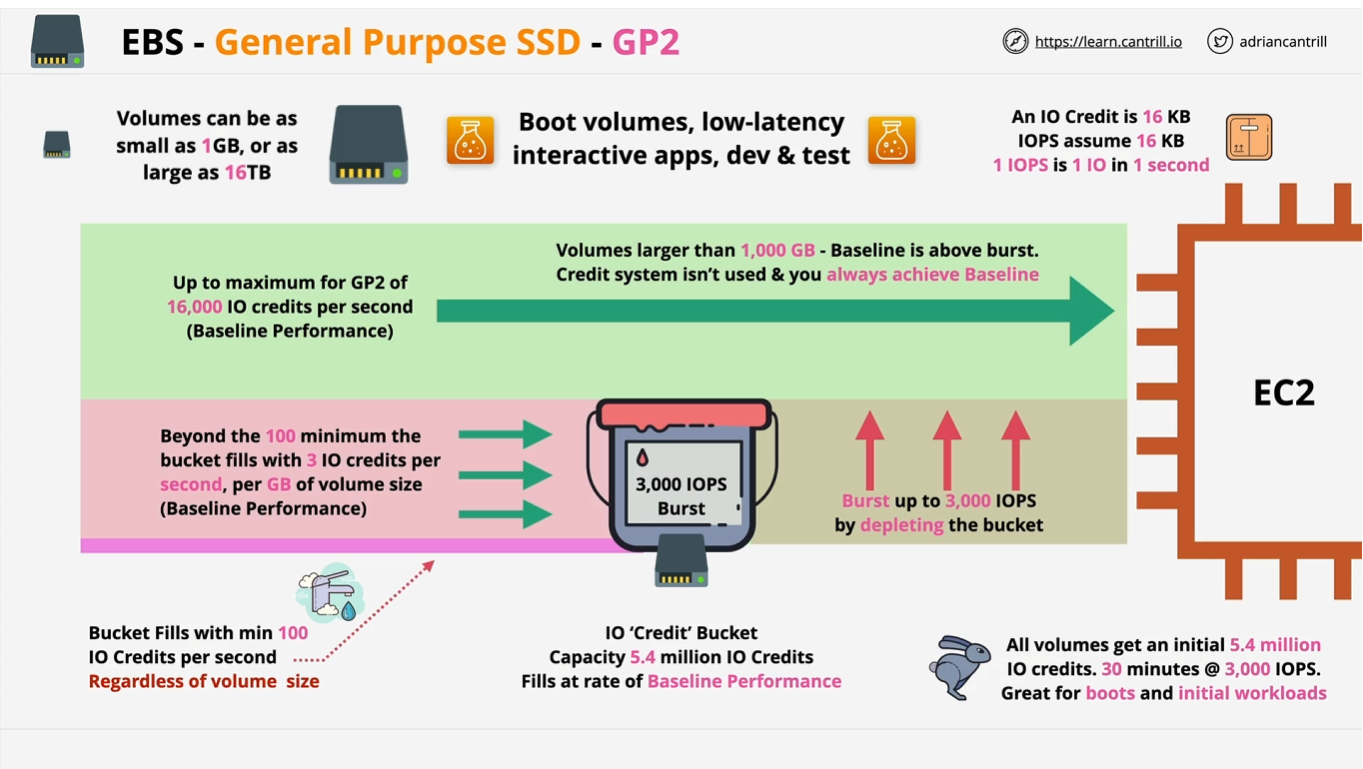 EBS - General Purpose SSD - GP2
https://learn.cantrill.io
adriancantrill
Volumes can be as
small as 1GB, or as
large as 16TB
Boot volumes, low-latency
interactive apps, dev & test
An IO Credit is 16 KB
IOPS assume 16 KB
1 IOPS is 1 IO in 1 second
Up to maximum for GP2 of
16,000 IO credits per second
(Baseline Performance)
Volumes larger than 1,000 GB - Baseline is above burst.
Credit system isn't used & you always achieve Baseline
EC2
Beyond the 100 minimum the
bucket fills with 3 IO credits per
second, per GB of volume size
(Baseline Performance)
3,000 IOPS
Burst
Burst up to 3,000 IOPS
by depleting the bucket
Bucket Fills with min 100
IO Credits per second
Regardless of volume size
IO ‘Credit’ Bucket
Capacity 5.4 million IO Credits
Fills at rate of Baseline Performance
All volumes get an initial 5.4 million
IO credits. 30 minutes @ 3,000 IOPS.
Great for boots and initial workloads